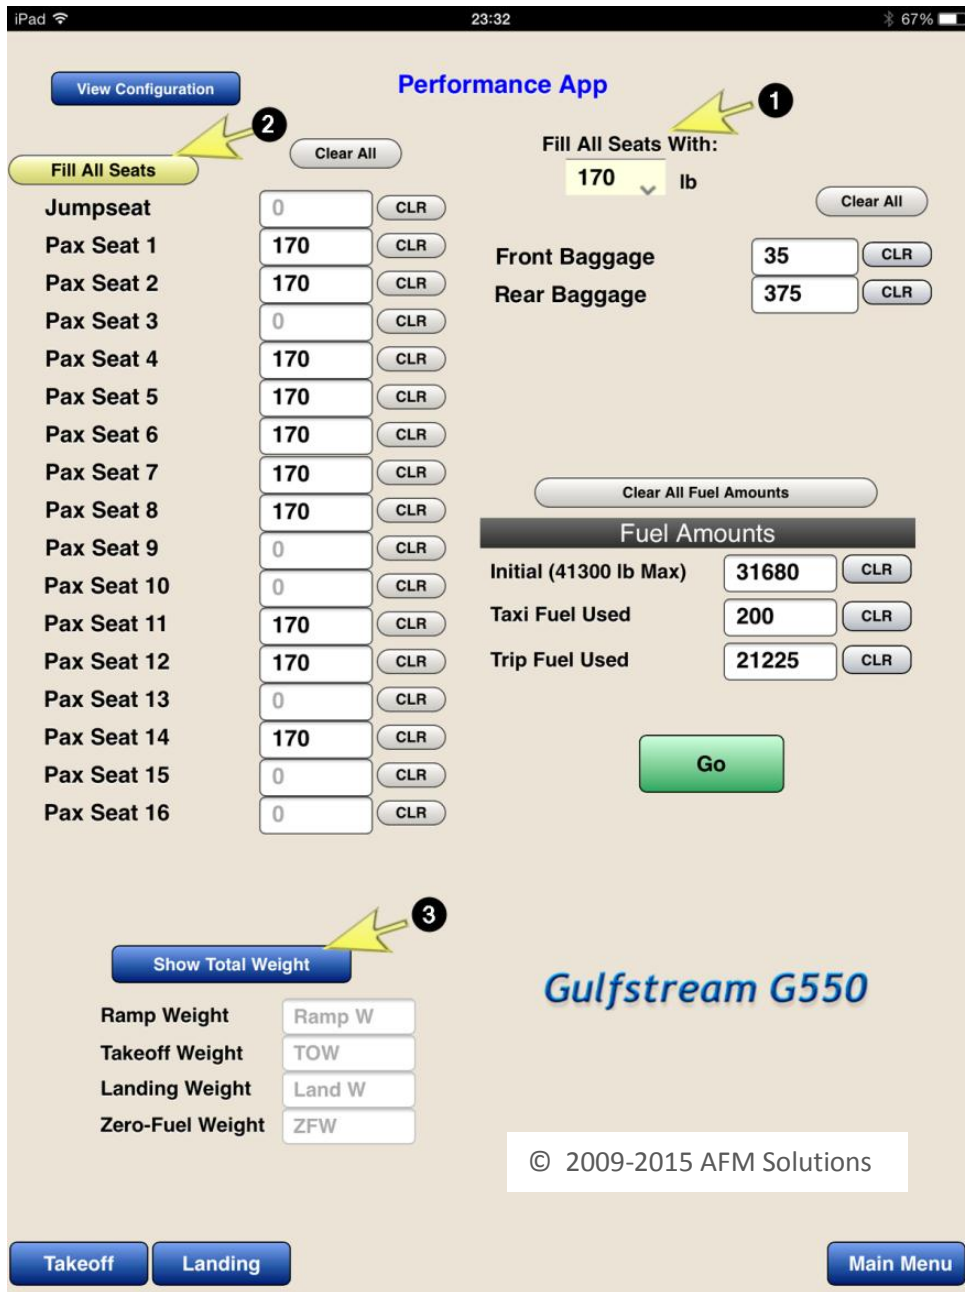 iPad 23:32 67%
View Configuration
Performance App
1
2
Fill All Seats With:
Fill All Seats
Clear All
170 lb
Clear All
Jumpseat 0 CLR
Pax Seat 1 170 CLR
Pax Seat 2 170 CLR
Pax Seat 3 0 CLR
Pax Seat 4 170 CLR
Pax Seat 5 170 CLR
Pax Seat 6 170 CLR
Pax Seat 7 170 CLR
Pax Seat 8 170 CLR
Pax Seat 9 0 CLR
Pax Seat 10 0 CLR
Pax Seat 11 170 CLR
Pax Seat 12 170 CLR
Pax Seat 13 0 CLR
Pax Seat 14 170 CLR
Pax Seat 15 0 CLR
Pax Seat 16 0 CLR
Front Baggage 35 CLR
Rear Baggage 375 CLR
Clear All Fuel Amounts
Fuel Amounts
Initial (41300 lb Max) 31680 CLR
Taxi Fuel Used 200 CLR
Trip Fuel Used 21225 CLR
Go
3
Show Total Weight
Ramp Weight Ramp W
Takeoff Weight TOW
Landing Weight Land W
Zero-Fuel Weight ZFW
Gulfstream G550
© 2009-2015 AFM Solutions
Takeoff Landing Main Menu